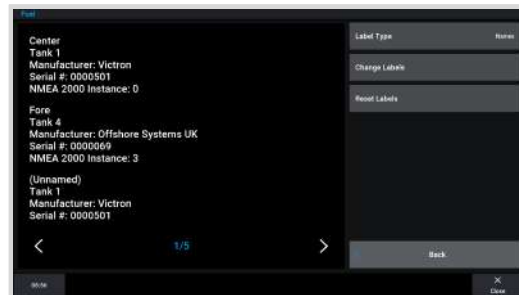 Fuel
Center
Tank 1
Manufacturer: Victron
Serial #: 0000501
NMEA 2000 Instance: 0
Fore
Tank 4
Manufacturer: Offshore Systems UK
Serial #: 0000069
NMEA 2000 Instance: 3
(Unnamed)
Tank 1
Manufacturer: Victron
Serial #: 0000501
1/5
Label Type Names
Change Labels
Reset Labels
Back
Close